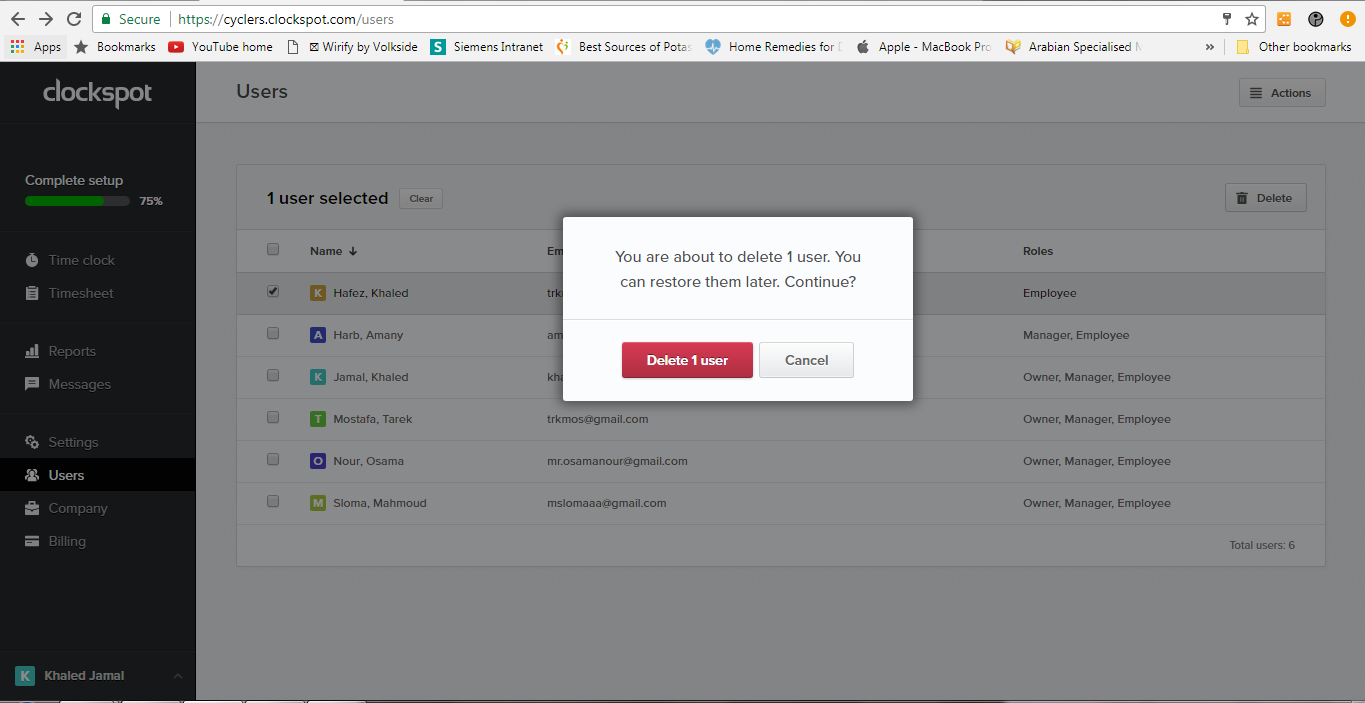 Secure https://cyclers.clockspot.com/users
Apps Bookmarks YouTube home Wirify by Volkside S Siemens Intranet Best Sources of Potas Home Remedies for Apple - MacBook Pro Arabian Specialised » Other bookmarks
clockspot
Users
Actions
Complete setup
75%
Time clock
Timesheet
Reports
Messages
Settings
Users
Company
Billing
K Khaled Jamal
1 user selected Clear
Delete
Name Em Roles
K Hafez, Khaled trk Employee
A Harb, Amany am Manager, Employee
K Jamal, Khaled kha Owner, Manager, Employee
T Mostafa, Tarek trkmos@gmail.com Owner, Manager, Employee
O Nour, Osama mr.osamanour@gmail.com Owner, Manager, Employee
M Sloma, Mahmoud mslomaaa@gmail.com Owner, Manager, Employee
Total users: 6
You are about to delete 1 user. You
can restore them later. Continue?
Delete 1 user Cancel